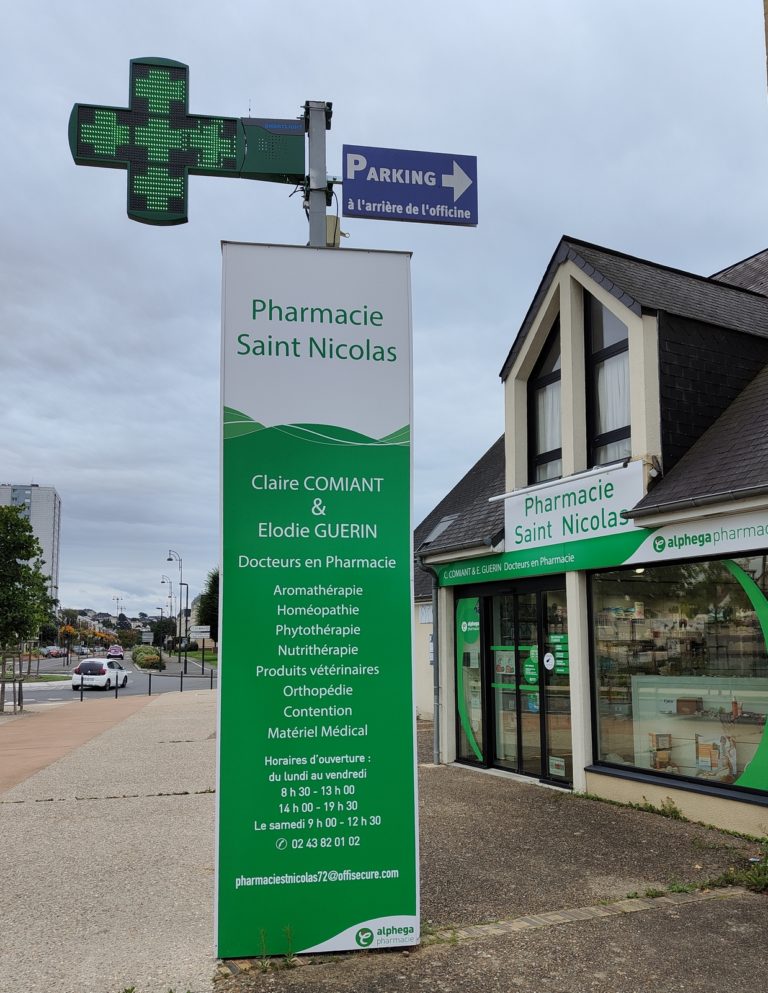 SMARTLIGHT
PARKING
à l'arrière de l'officine
Pharmacie
Saint Nicolas
Claire COMIANT
&
Elodie GUERIN
Docteurs en Pharmacie
Aromathérapie
Homéopathie
Phytothérapie
Nutrithérapie
Produits vétérinaires
Orthopédie
Contention
Matériel Médical
Horaires d'ouverture :
du lundi au vendredi
8 h 30 - 13 h 00
14 h 00 - 19 h 30
Le samedi 9 h 00 - 12 h 30
✆ 02 43 82 01 02
pharmaciestnicolas72@offisecure.com
alphega
pharmacie
Pharmacie
Saint Nicolas
C. COMIANT & E. GUERIN Docteurs en Pharmacie
alphega pharmac
alphega